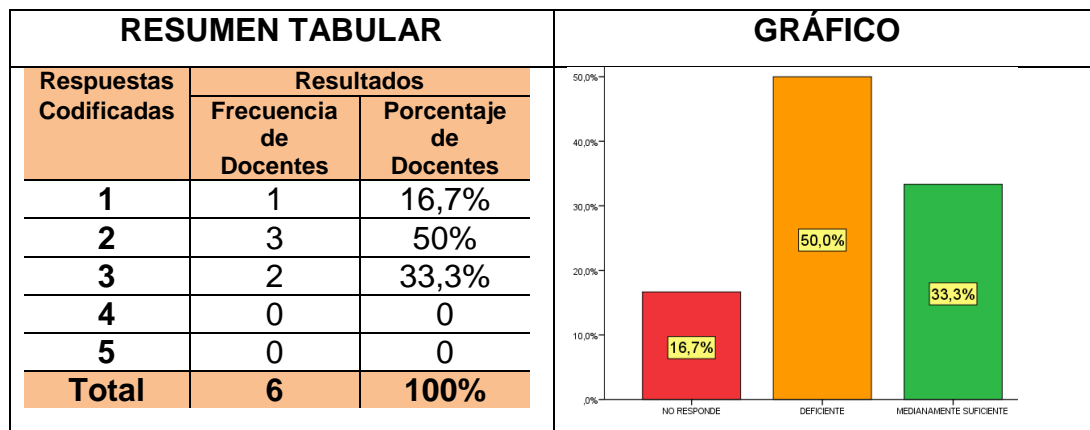 RESUMEN TABULAR
GRÁFICO
Respuestas Codificadas
Resultados
Frecuencia de Docentes
Porcentaje de Docentes
1 1 16,7%
2 3 50%
3 2 33,3%
4 0 0
5 0 0
Total 6 100%
50,0%
40,0%
30,0%
20,0%
10,0%
,0%
16,7%
50,0%
33,3%
NO RESPONDE
DEFICIENTE
MEDIANAMENTE SUFICIENTE